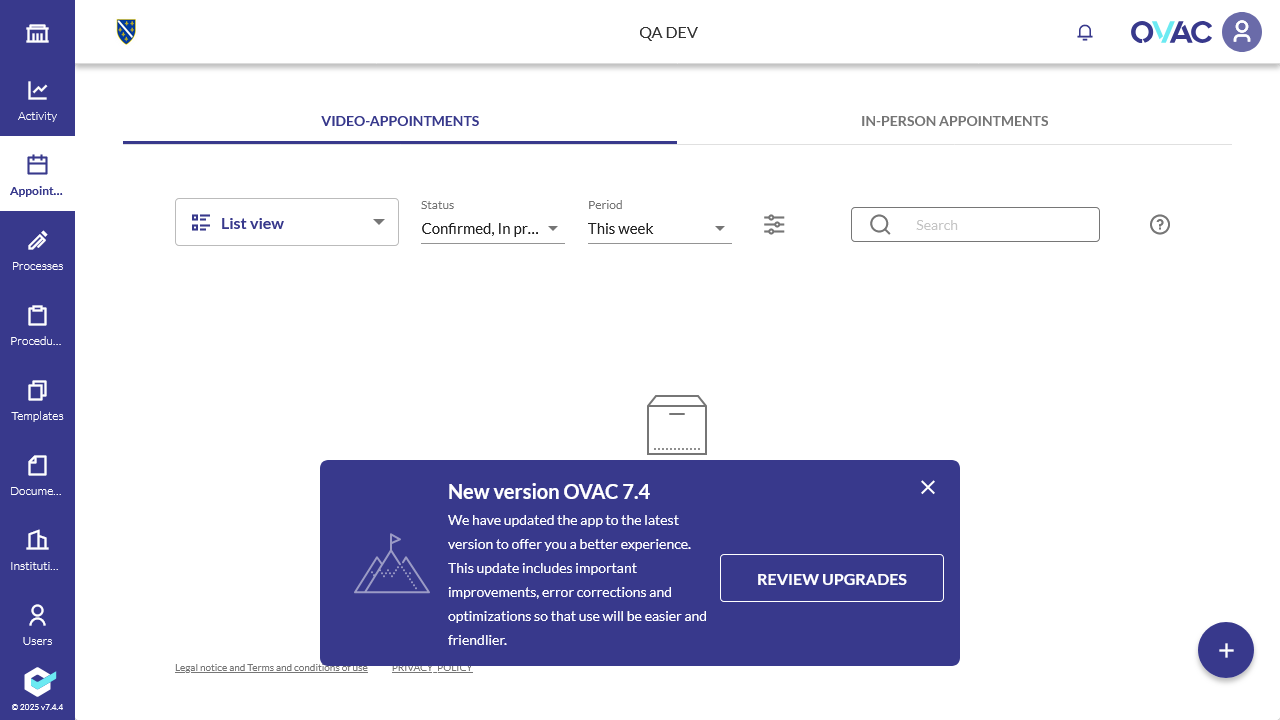 QA DEV
OVAC
Activity
Appoint...
Processes
Procedu...
Templates
Docume...
Instituti...
Users
© 2025 v7.4.4
VIDEO-APPOINTMENTS
IN-PERSON APPOINTMENTS
List view
Status
Confirmed, In pr...
Period
This week
Search
New version OVAC 7.4
We have updated the app to the latest
version to offer you a better experience.
This update includes important
improvements, error corrections and
optimizations so that use will be easier and
friendlier.
REVIEW UPGRADES
Legal notice and Terms and conditions of use
PRIVACY_POLICY